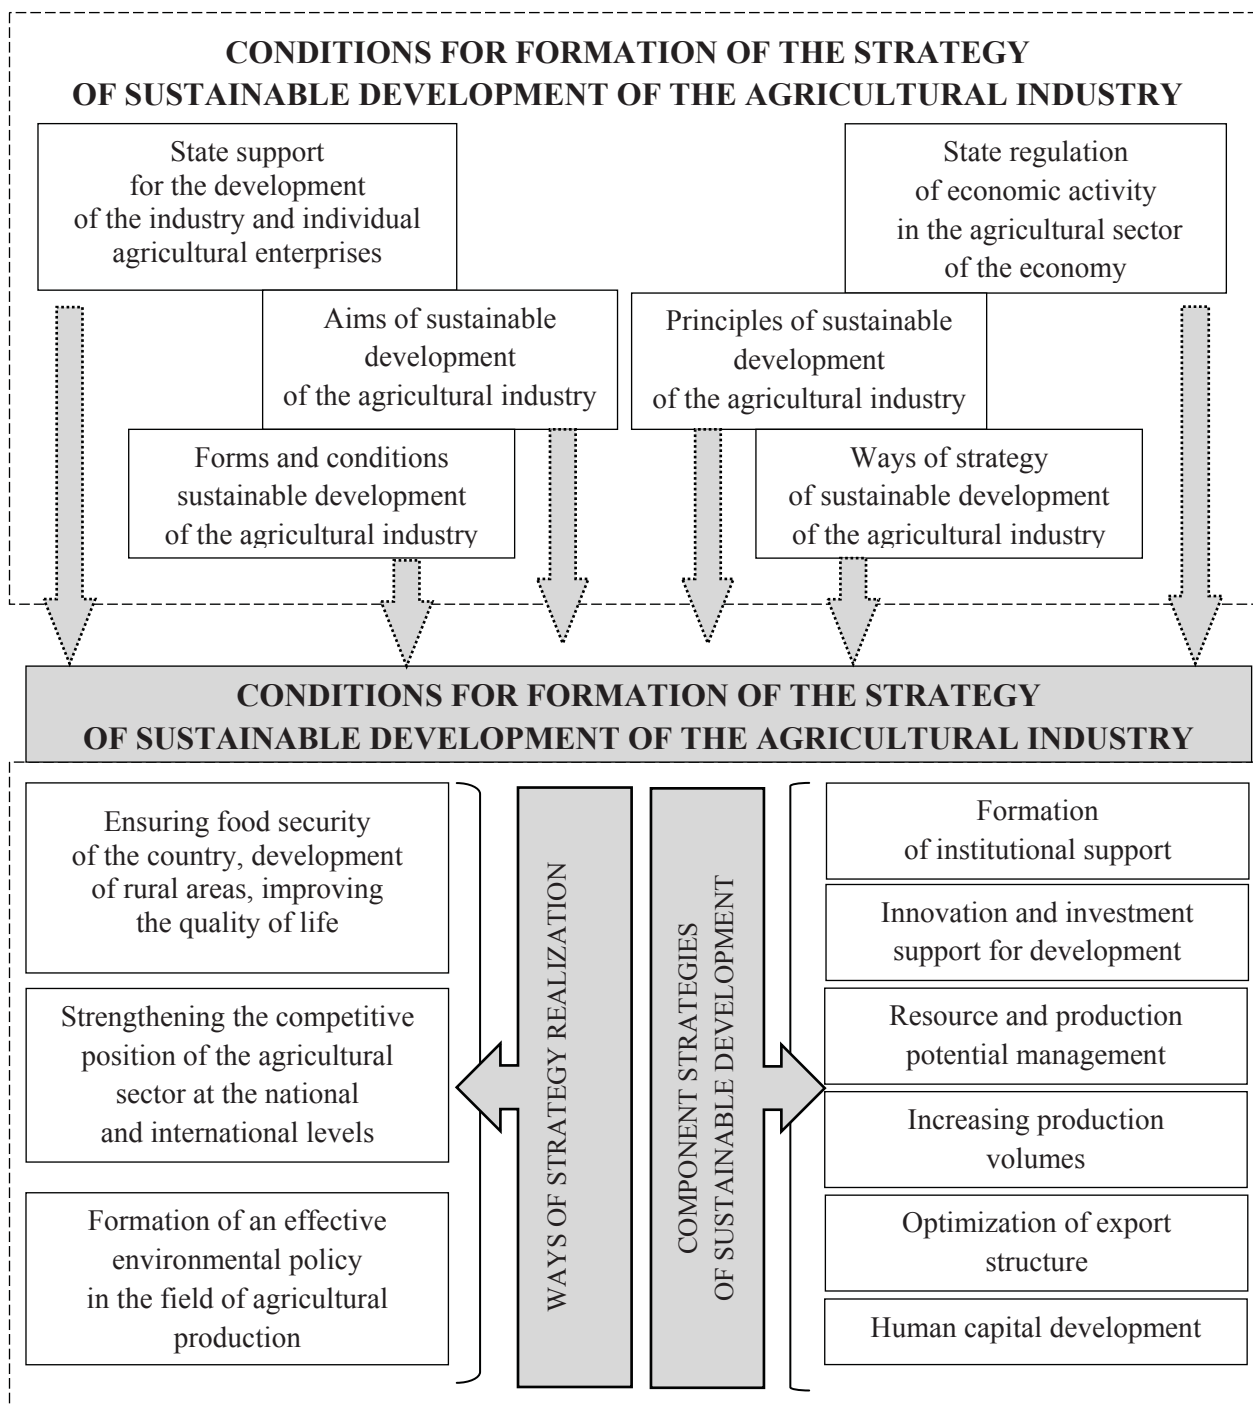 CONDITIONS FOR FORMATION OF THE STRATEGY
OF SUSTAINABLE DEVELOPMENT OF THE AGRICULTURAL INDUSTRY
State support
for the development
of the industry and individual
agricultural enterprises
State regulation
of economic activity
in the agricultural sector
of the economy
Aims of sustainable
development
of the agricultural industry
Principles of sustainable
development
of the agricultural industry
Forms and conditions
sustainable development
of the agricultural industry
Ways of strategy
of sustainable development
of the agricultural industry
CONDITIONS FOR FORMATION OF THE STRATEGY
OF SUSTAINABLE DEVELOPMENT OF THE AGRICULTURAL INDUSTRY
Ensuring food security
of the country, development
of rural areas, improving
the quality of life
Strengthening the competitive
position of the agricultural
sector at the national
and international levels
Formation of an effective
environmental policy
in the field of agricultural
production
WAYS OF STRATEGY REALIZATION
COMPONENT STRATEGIES
OF SUSTAINABLE DEVELOPMENT
Formation
of institutional support
Innovation and investment
support for development
Resource and production
potential management
Increasing production
volumes
Optimization of export
structure
Human capital development